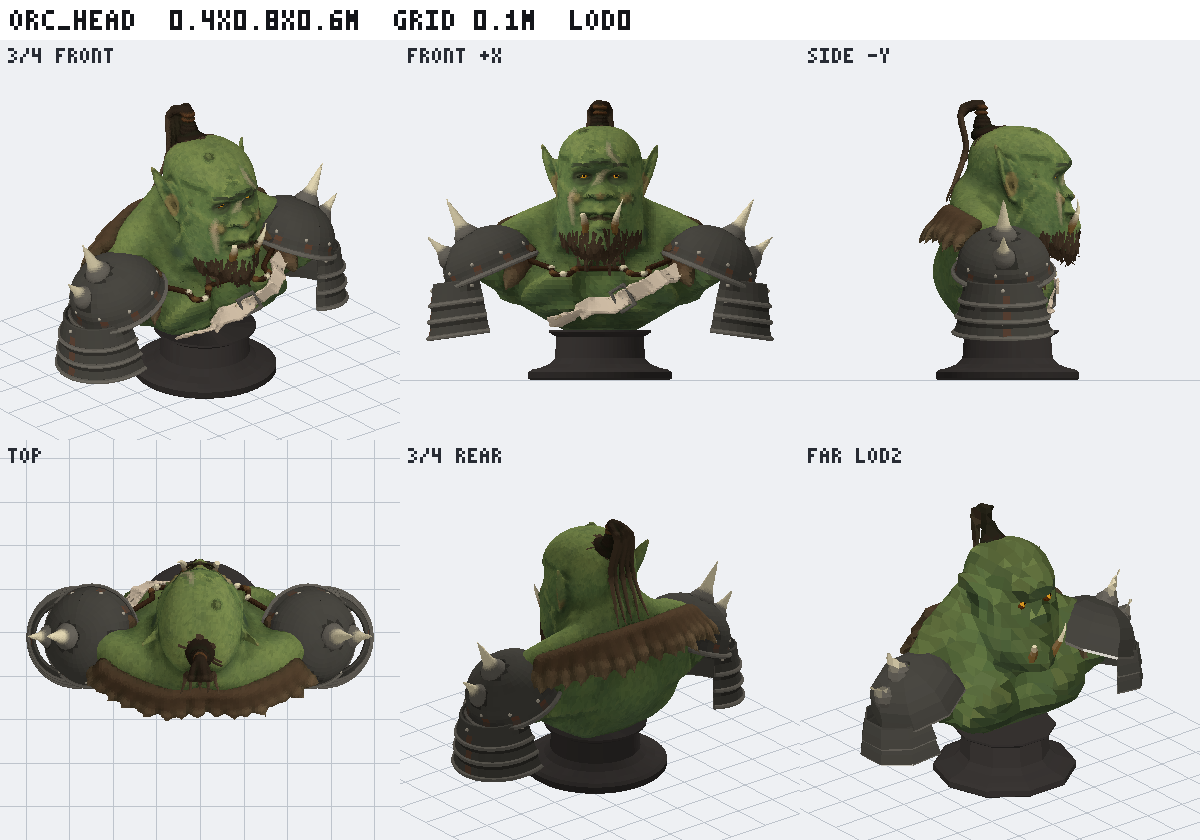 ORC_HEAD 0.4X0.8X0.6M GRID 0.1M LOD0
3/4 FRONT
FRONT +X
SIDE -Y
TOP
3/4 REAR
FAR LOD2